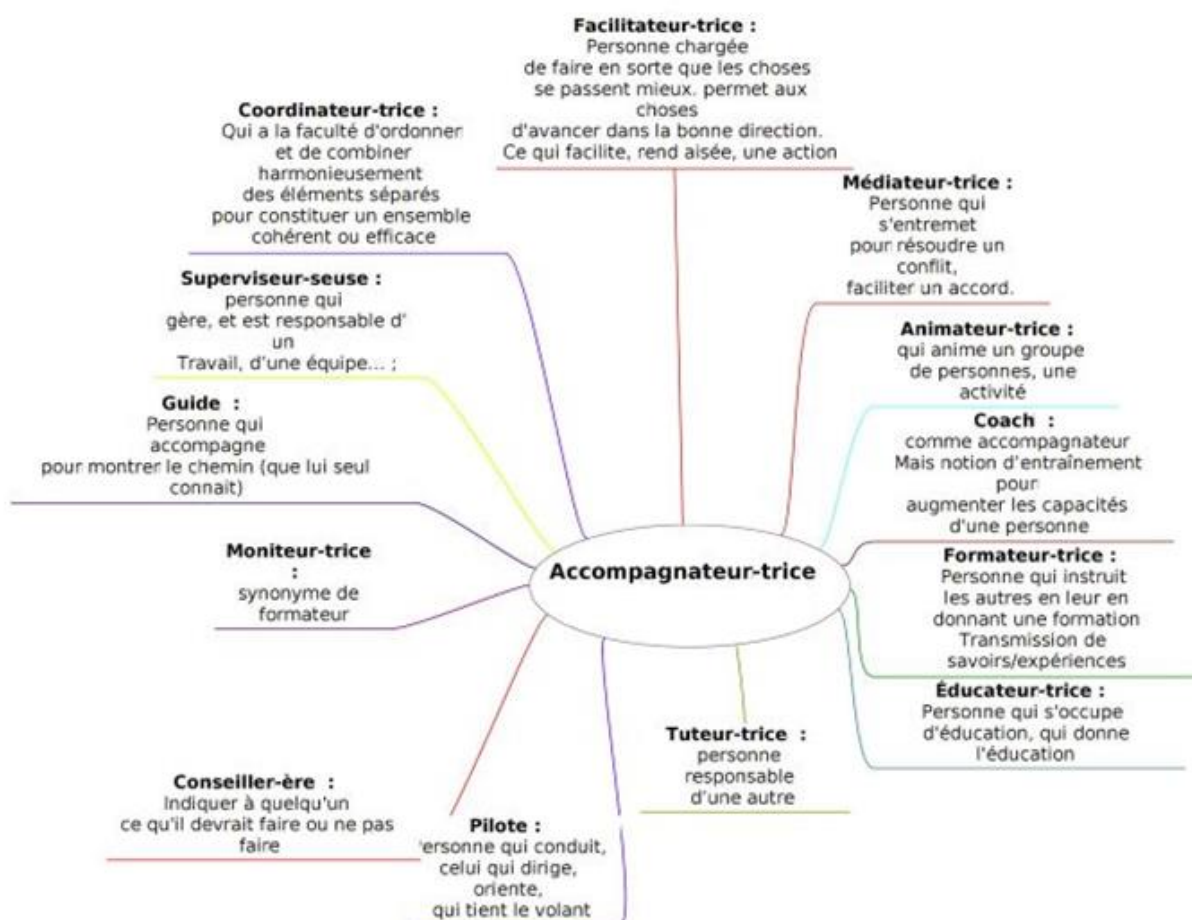 Facilitateur-trice :
Personne chargée
de faire en sorte que les choses
se passent mieux. permet aux
choses
d'avancer dans la bonne direction.
Ce qui facilite, rend aisée, une action
Coordinateur-trice :
Qui a la faculté d'ordonner
et de combiner
harmonieusement
des éléments séparés
pour constituer un ensemble
cohérent ou efficace
Médiateur-trice :
Personne qui
s'entremet
pour résoudre un
conflit,
faciliter un accord.
Superviseur-seuse :
personne qui
gère, et est responsable d'
un
Travail, d'une équipe... ;
Animateur-trice :
qui anime un groupe
de personnes, une
activité
Guide :
Personne qui
accompagne
pour montrer le chemin (que lui seul
connait)
Coach :
comme accompagnateur
Mais notion d'entraînement
pour
augmenter les capacités
d'une personne
Accompagnateur-trice
Moniteur-trice
:
synonyme de
formateur
Formateur-trice :
Personne qui instruit
les autres en leur en
donnant une formation
Transmission de
savoirs/expériences
Éducateur-trice :
Personne qui s'occupe
d'éducation, qui donne
l'éducation
Tuteur-trice :
personne
responsable
d'une autre
Conseiller-ère :
Indiquer à quelqu'un
ce qu'il devrait faire ou ne pas
faire
Pilote :
ersonne qui conduit,
celui qui dirige,
oriente,
qui tient le volant